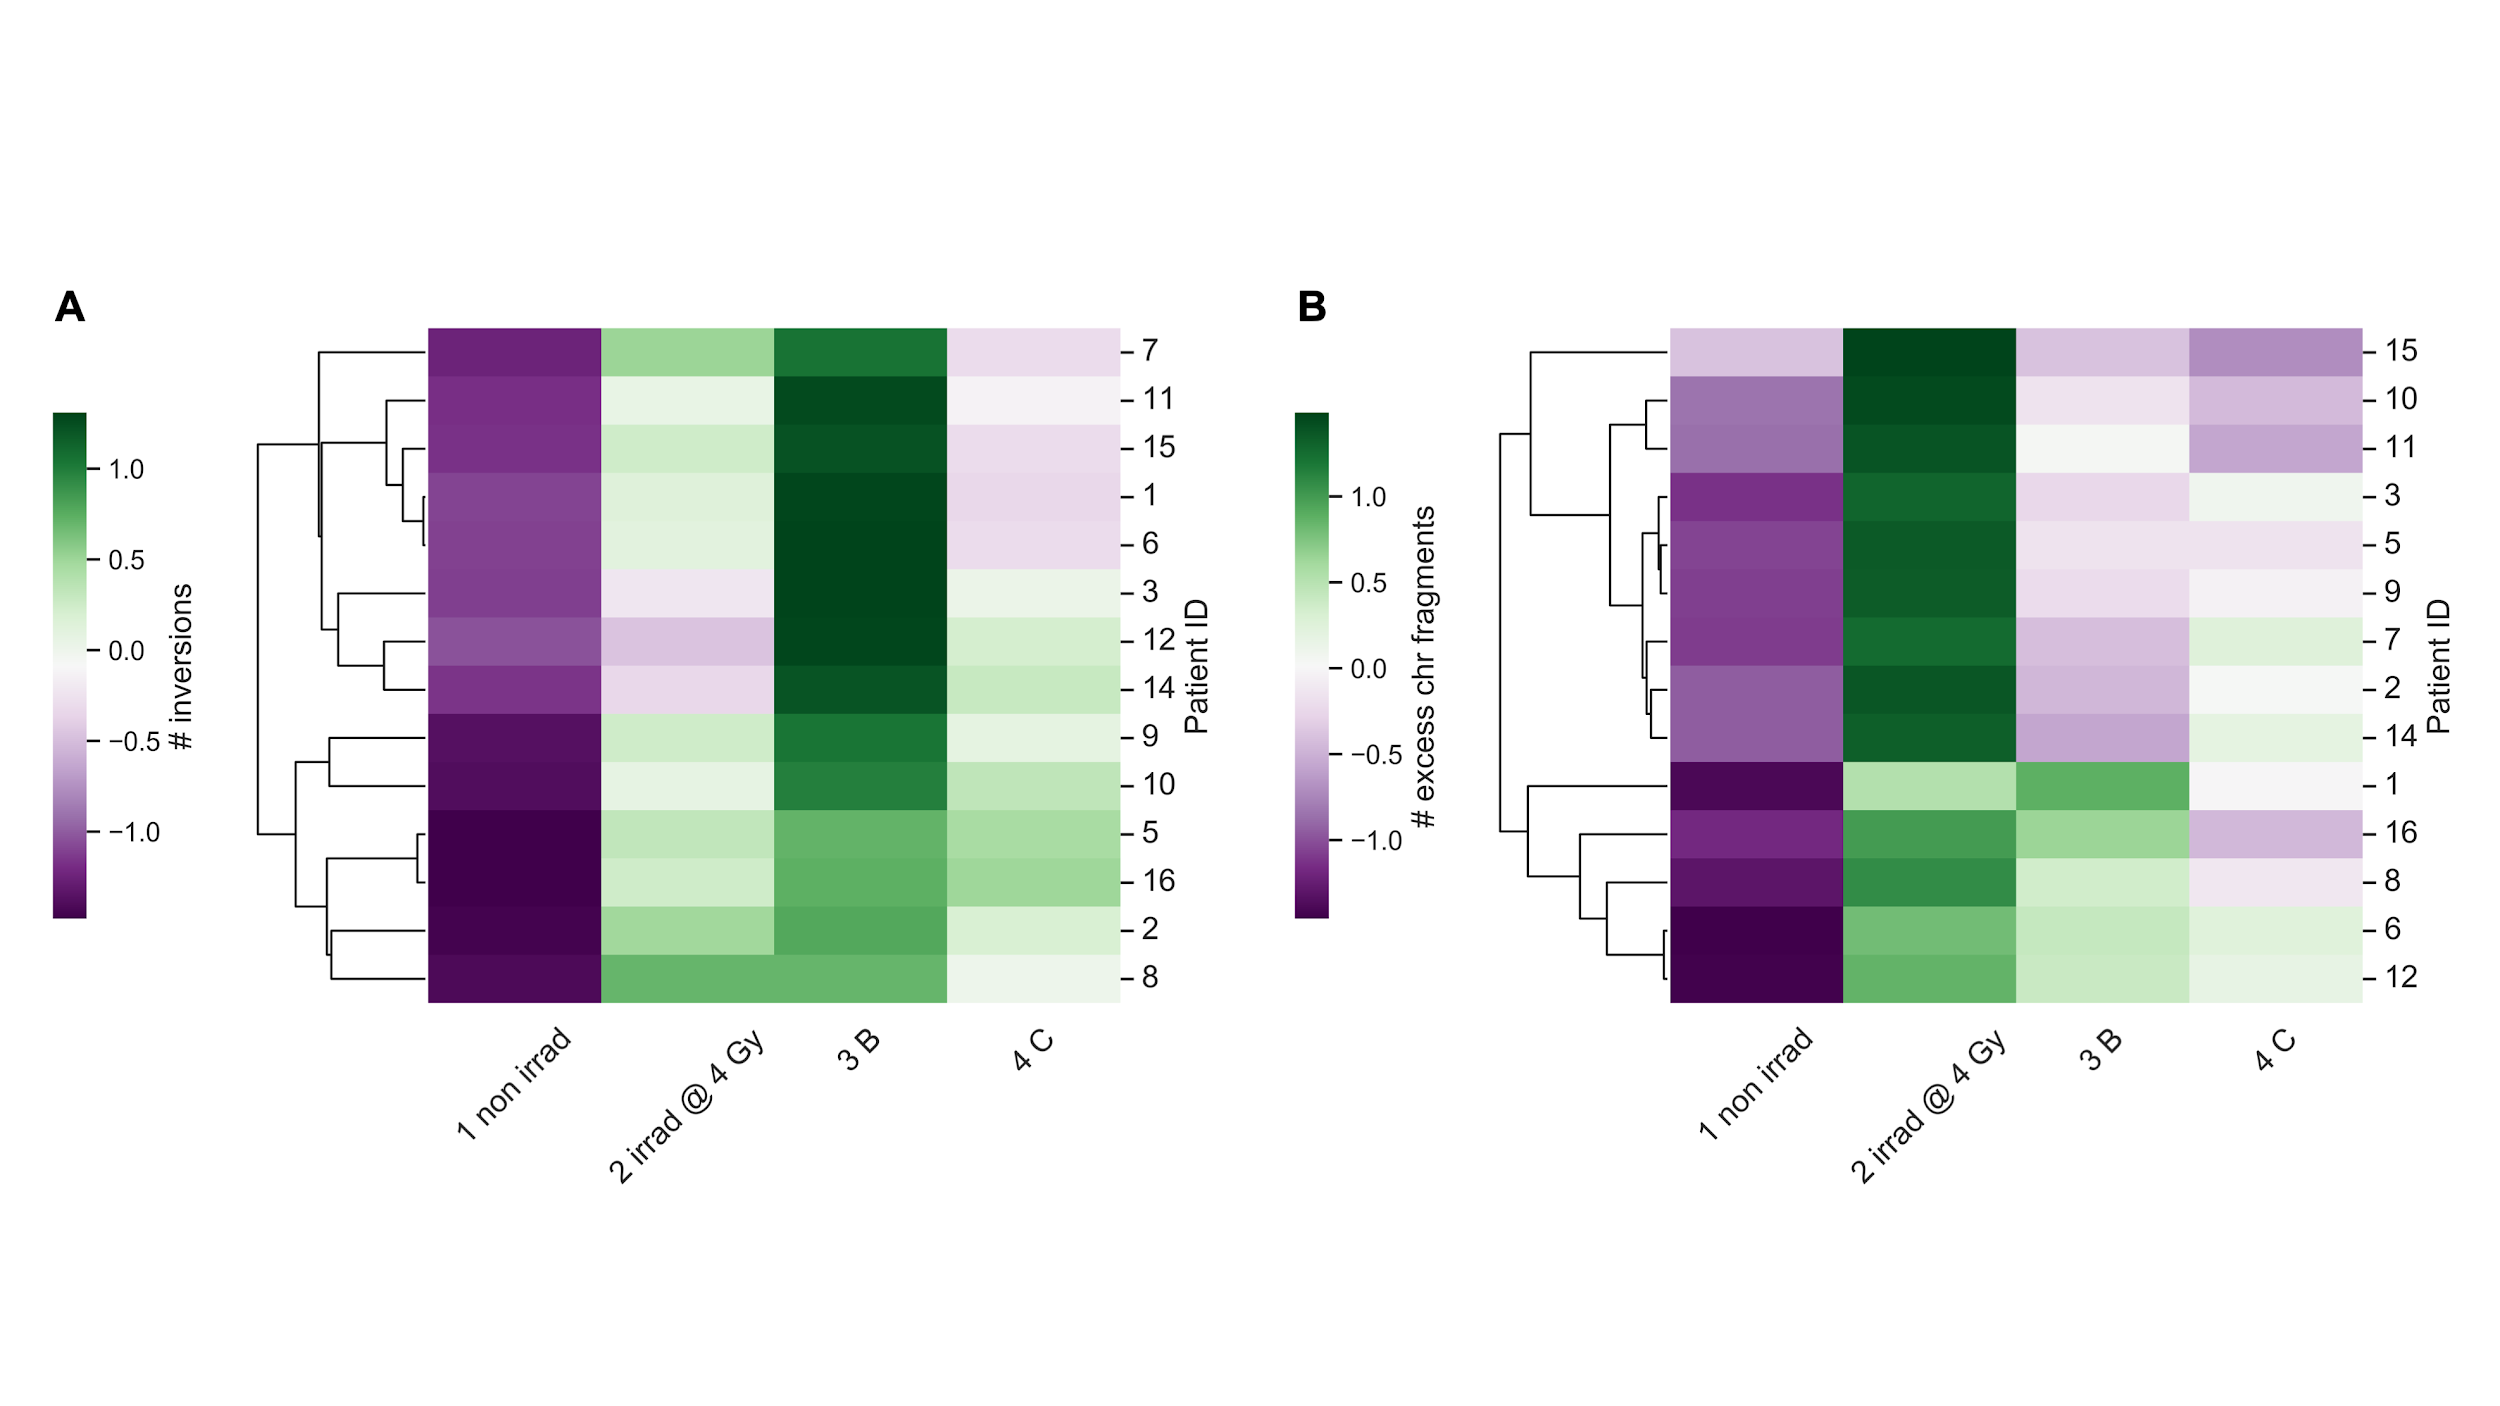 A
1.0
0.5
0.0
−0.5
−1.0
# inversions
7
11
15
1
6
3
12
14
9
10
5
16
2
8
Patient ID
1 non irrad
2 irrad @ 4 Gy
3 B
4 C
B
1.0
0.5
0.0
−0.5
−1.0
# excess chr fragments
15
10
11
3
5
9
7
2
14
1
16
8
6
12
Patient ID
1 non irrad
2 irrad @ 4 Gy
3 B
4 C